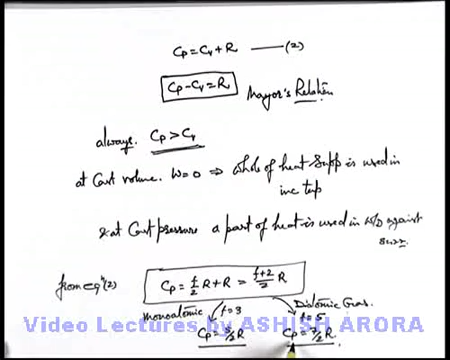 Cp = Cv + R —— (2)
Cp - Cv = R Mayor's Relation
always. Cp > Cv
at Const volume. W=0 ⇒ whole of heat Supp is used in
inc temp
& at Const pressure a part of heat is used in W/D against
surr.
from eqn (2) Cp = f/2 R + R = f+2/2 R
monoatomic f=3 Diatomic Gas. f=5
Cp = 5/2 R Cp = 7/2 R
Video Lectures by ASHISH ARORA